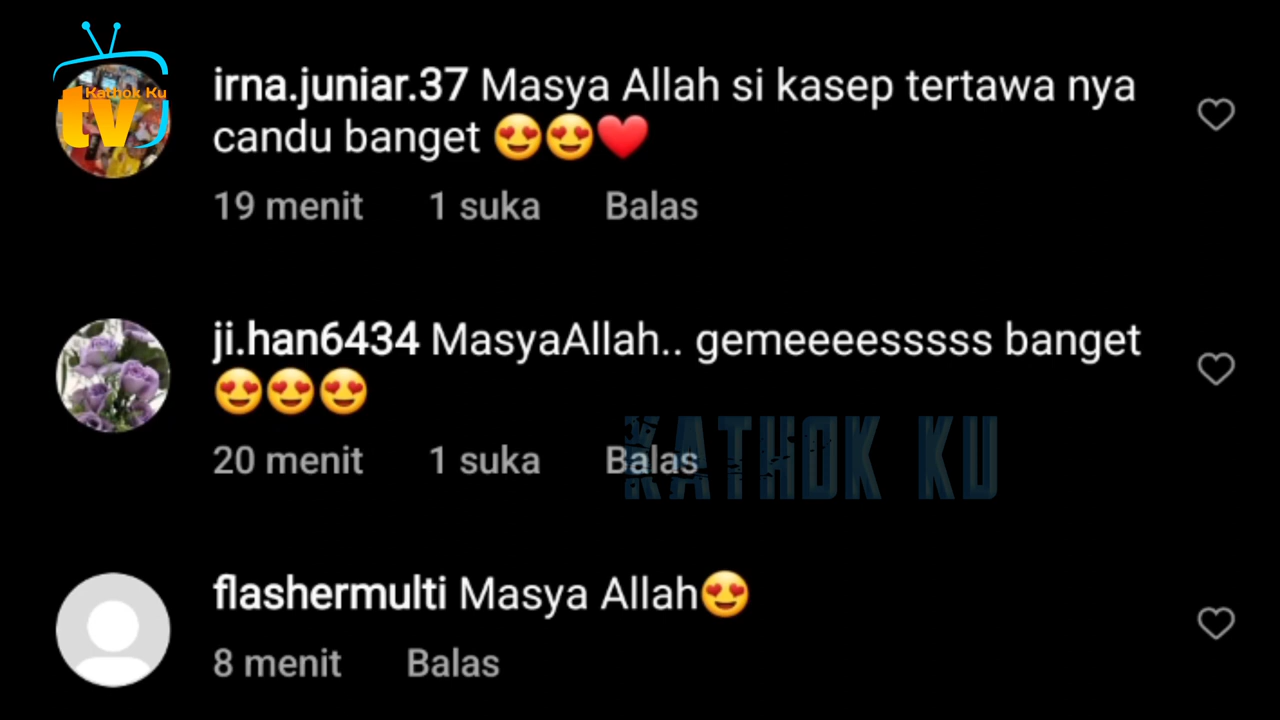 Kathok Ku
tv
irna.juniar.37 Masya Allah si kasep tertawa nya
candu banget 😍😍❤️
19 menit 1 suka Balas
ji.han6434 MasyaAllah.. gemeeeesssss banget
😍😍😍
20 menit 1 suka Balas
KATHOK KU
flashermulti Masya Allah😍
8 menit Balas